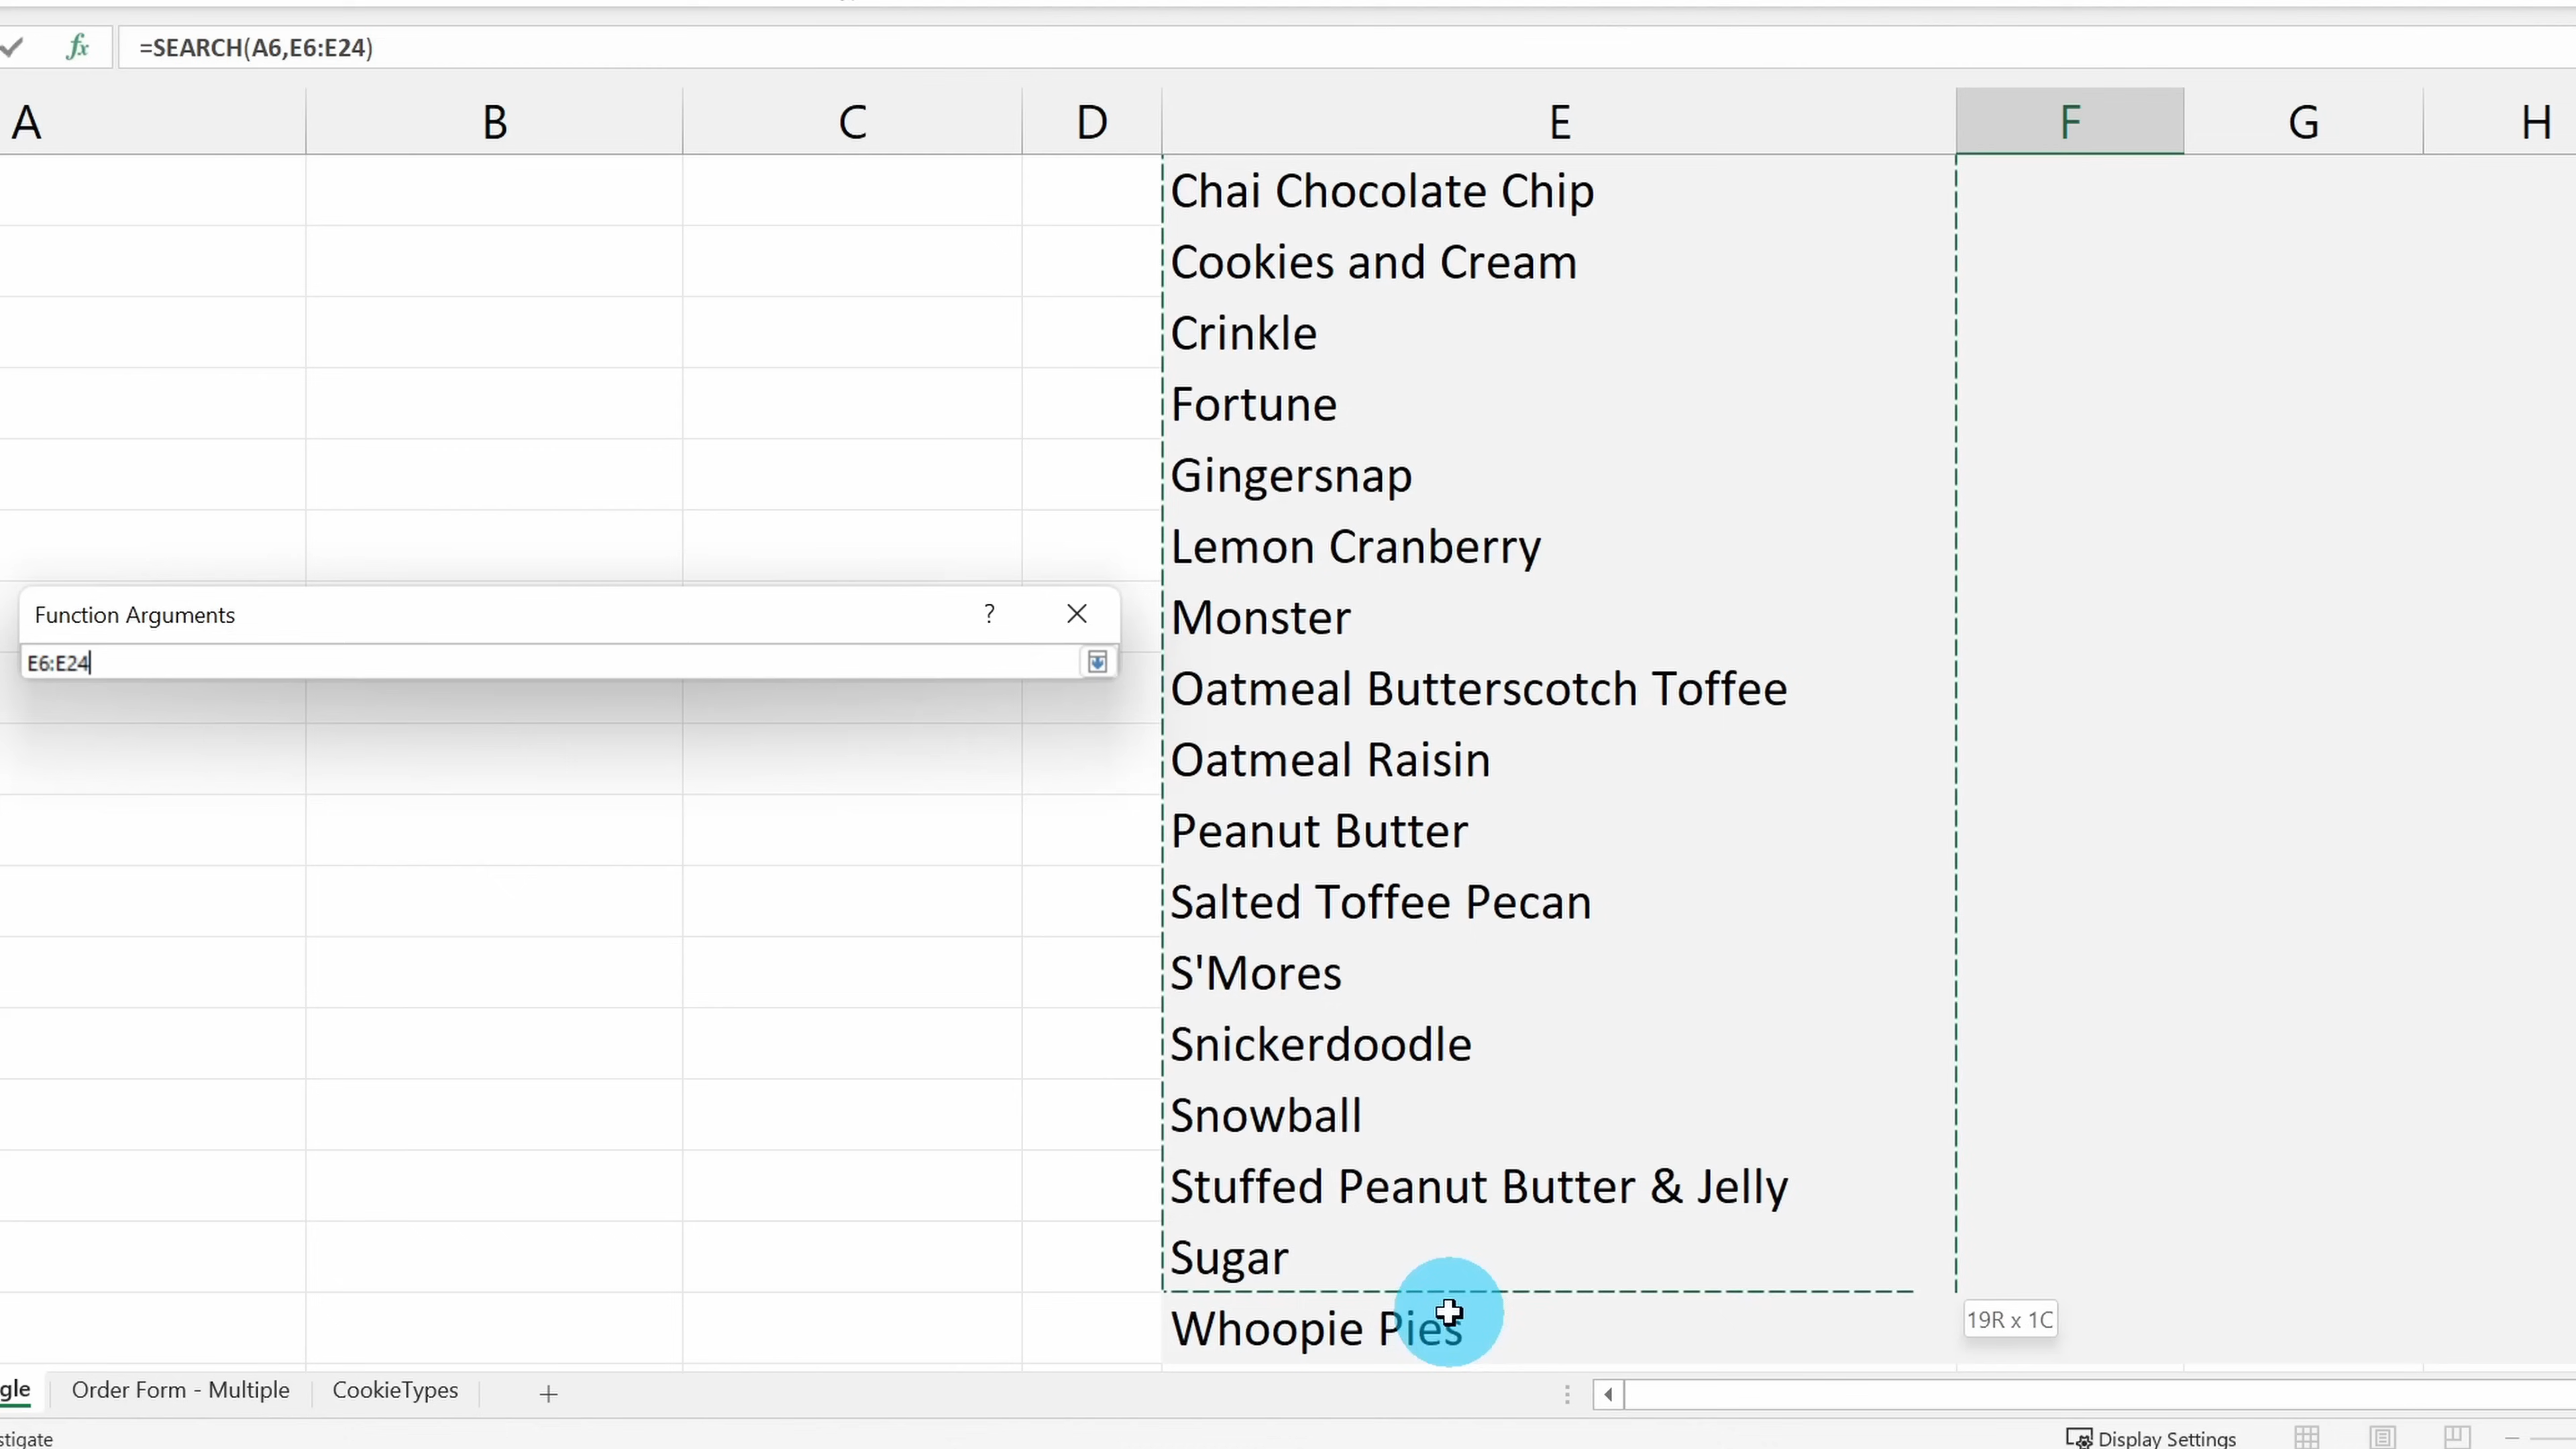 fx =SEARCH(A6,E6:E24)
A B C D E F G H
Chai Chocolate Chip
Cookies and Cream
Crinkle
Fortune
Gingersnap
Lemon Cranberry
Function Arguments ?
Monster
E6:E24
Oatmeal Butterscotch Toffee
Oatmeal Raisin
Peanut Butter
Salted Toffee Pecan
S'Mores
Snickerdoodle
Snowball
Stuffed Peanut Butter & Jelly
Sugar
Whoopie Pies
19R x 1C
gle Order Form - Multiple CookieTypes
stigate Display Settings